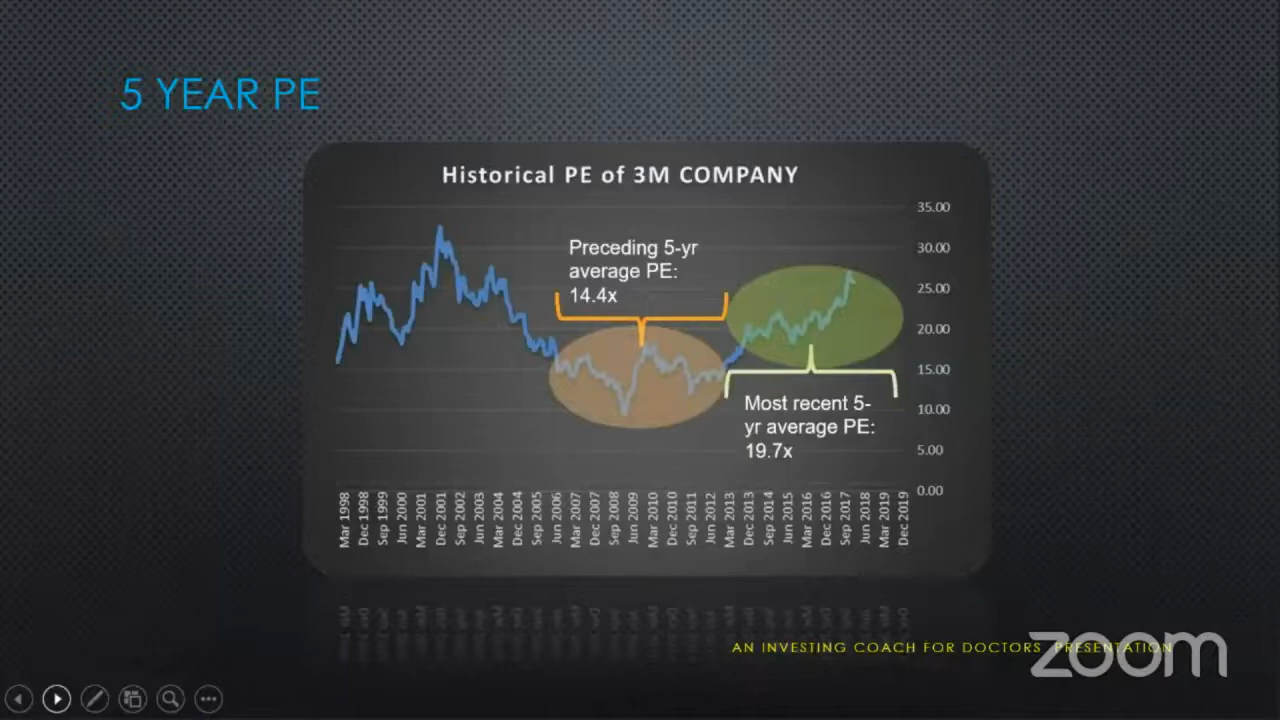 5 YEAR PE
Historical PE of 3M COMPANY
35.00
30.00
25.00
20.00
15.00
10.00
5.00
0.00
Preceding 5-yr
average PE:
14.4x
Most recent 5-
yr average PE:
19.7x
Mar 1998
Dec 1998
Sep 1999
Jun 2000
Mar 2001
Dec 2001
Sep 2002
Jun 2003
Mar 2004
Dec 2004
Sep 2005
Jun 2006
Mar 2007
Dec 2007
Sep 2008
Jun 2009
Mar 2010
Dec 2010
Sep 2011
Jun 2012
Mar 2013
Dec 2013
Sep 2014
Jun 2015
Mar 2016
Dec 2016
Sep 2017
Jun 2018
Mar 2019
Dec 2019
AN INVESTING COACH FOR DOCTORS PRESENTATION
zoom